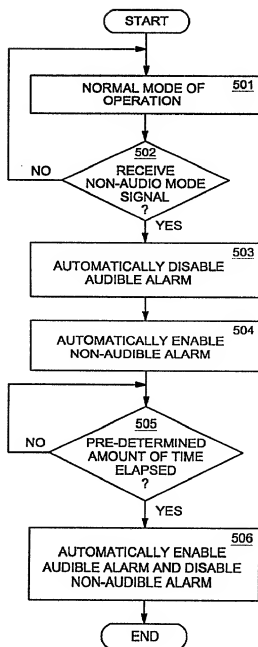 START
501
NORMAL MODE OF
OPERATION
502
RECEIVE
NON-AUDIO MODE
SIGNAL
?
NO
YES
503
AUTOMATICALLY DISABLE
AUDIBLE ALARM
504
AUTOMATICALLY ENABLE
NON-AUDIBLE ALARM
505
PRE-DETERMINED
AMOUNT OF TIME
ELAPSED
?
NO
YES
506
AUTOMATICALLY ENABLE
AUDIBLE ALARM AND DISABLE
NON-AUDIBLE ALARM
END